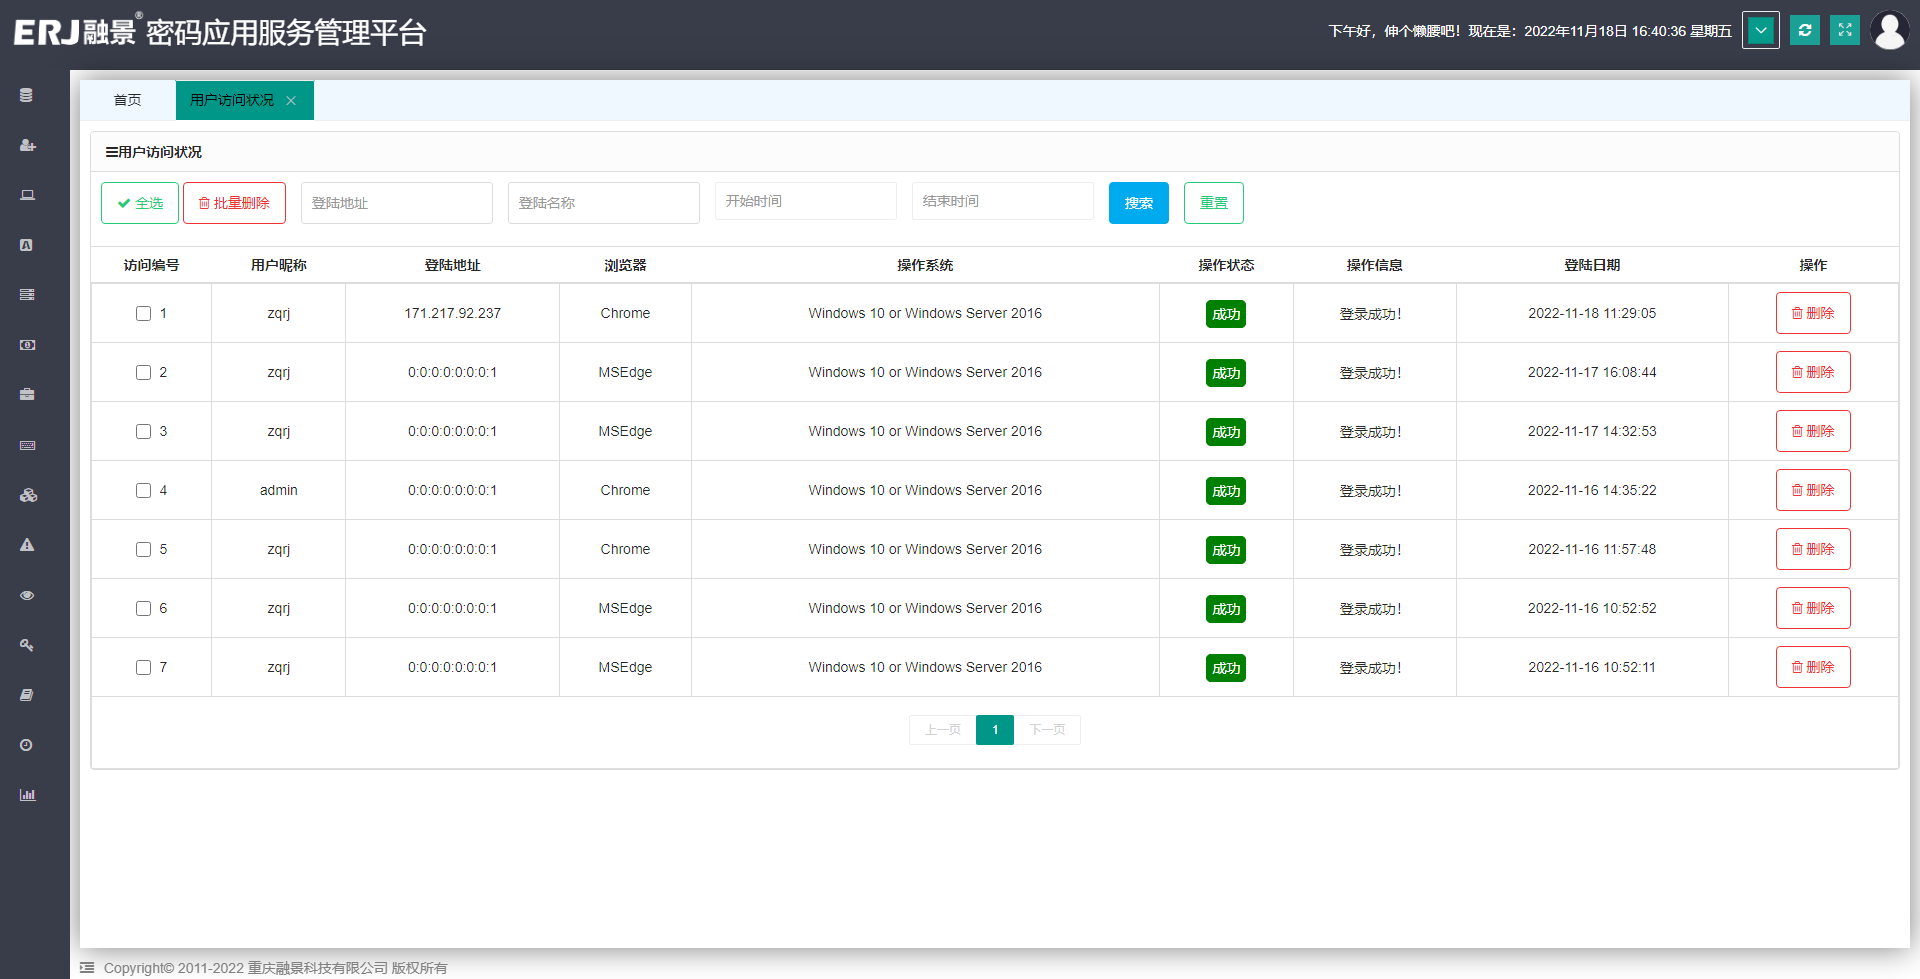 ERJ融景® 密码应用服务管理平台
下午好，伸个懒腰吧！现在是：2022年11月18日 16:40:36 星期五
首页 用户访问状况
用户访问状况
全选 批量删除 登陆地址 登陆名称 开始时间 结束时间 搜索 重置
访问编号 用户昵称 登陆地址 浏览器 操作系统 操作状态 操作信息 登陆日期 操作
1 zqrj 171.217.92.237 Chrome Windows 10 or Windows Server 2016 成功 登录成功! 2022-11-18 11:29:05 删除
2 zqrj 0:0:0:0:0:0:0:1 MSEdge Windows 10 or Windows Server 2016 成功 登录成功! 2022-11-17 16:08:44 删除
3 zqrj 0:0:0:0:0:0:0:1 MSEdge Windows 10 or Windows Server 2016 成功 登录成功! 2022-11-17 14:32:53 删除
4 admin 0:0:0:0:0:0:0:1 Chrome Windows 10 or Windows Server 2016 成功 登录成功! 2022-11-16 14:35:22 删除
5 zqrj 0:0:0:0:0:0:0:1 Chrome Windows 10 or Windows Server 2016 成功 登录成功! 2022-11-16 11:57:48 删除
6 zqrj 0:0:0:0:0:0:0:1 MSEdge Windows 10 or Windows Server 2016 成功 登录成功! 2022-11-16 10:52:52 删除
7 zqrj 0:0:0:0:0:0:0:1 MSEdge Windows 10 or Windows Server 2016 成功 登录成功! 2022-11-16 10:52:11 删除
上一页 1 下一页
Copyright© 2011-2022 重庆融景科技有限公司 版权所有